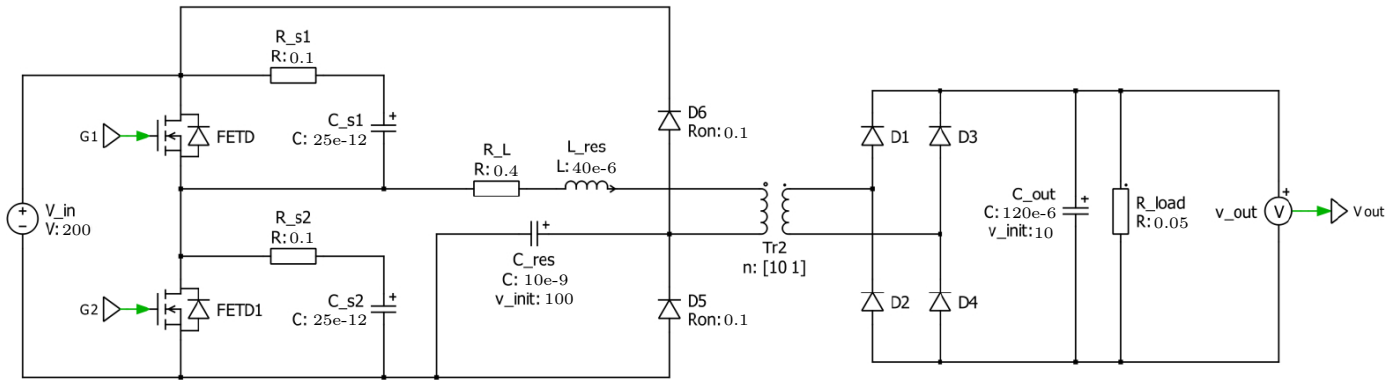 R_s1
R: 0.1
G1
FETD
C_s1
C: 25e-12
+
D6
Ron: 0.1
D1
D3
R_L
R: 0.4
L_res
L: 40e-6
V_in
V: 200
+
−
R_s2
R: 0.1
C_res
C: 10e-9
v_init: 100
+
Tr2
n: [10 1]
C_out
C: 120e-6
v_init: 10
+
R_load
R: 0.05
v_out
+
V
Vout
G2
FETD1
C_s2
C: 25e-12
+
D5
Ron: 0.1
D2
D4